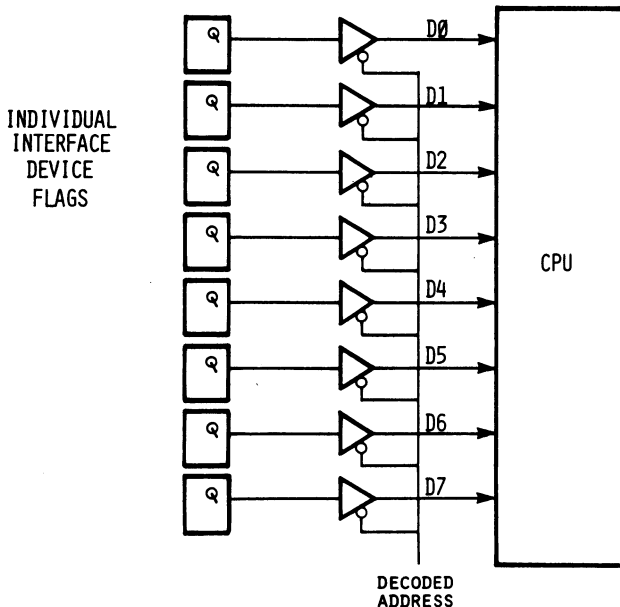 INDIVIDUAL
INTERFACE
DEVICE
FLAGS
Q
Q
Q
Q
Q
Q
Q
Q
DØ
D1
D2
D3
D4
D5
D6
D7
CPU
DECODED
ADDRESS